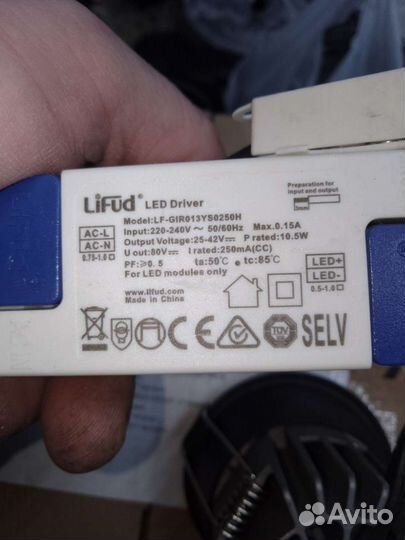 LiFud® LED Driver
Preparation for
input and output
Model:LF-GIR013YS0250H
Input:220-240V ~ 50/60Hz Max.0.15A
Output Voltage:25-42V⎓ P rated:10.5W
U out:80V⎓ I rated:250mA(CC)
PF:≥0.5 ta:50℃ tc:85℃
For LED modules only
www.lifud.com
Made in China
AC-L
AC-N
0.75-1.0
LED+
LED-
0.5-1.0
CE
TÜV
SELV
Avito